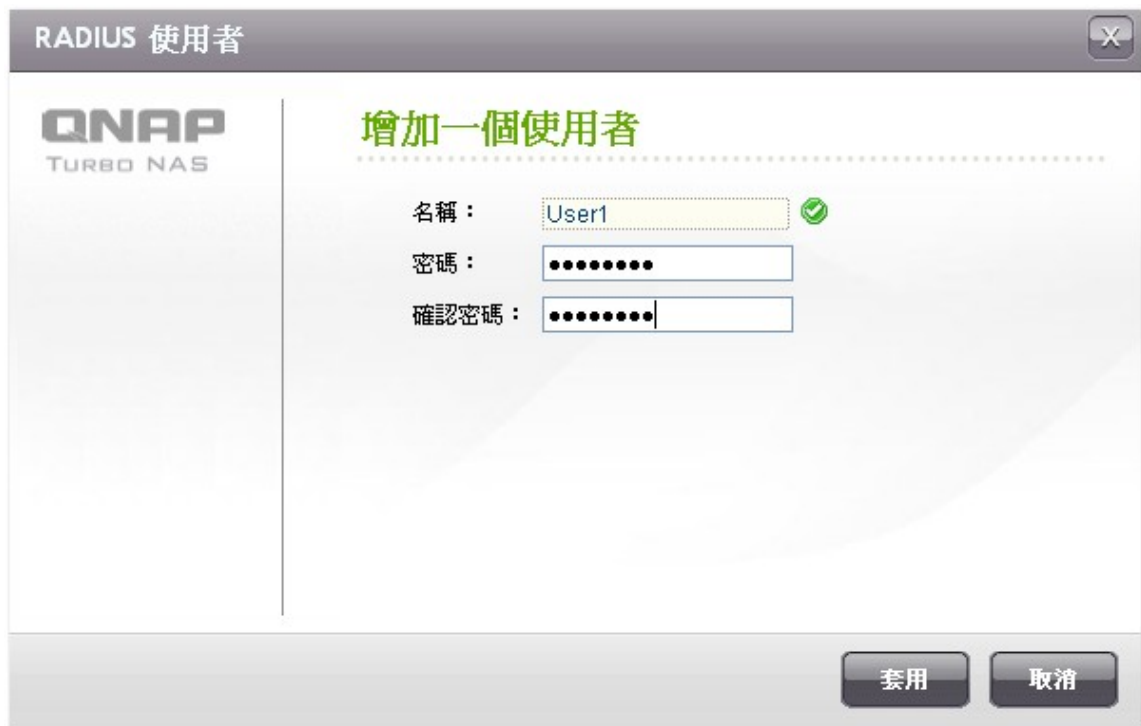 RADIUS 使用者
X
QNAP
TURBO NAS
增加一個使用者
名稱：
User1
密碼：
••••••••
確認密碼：
••••••••
套用
取消